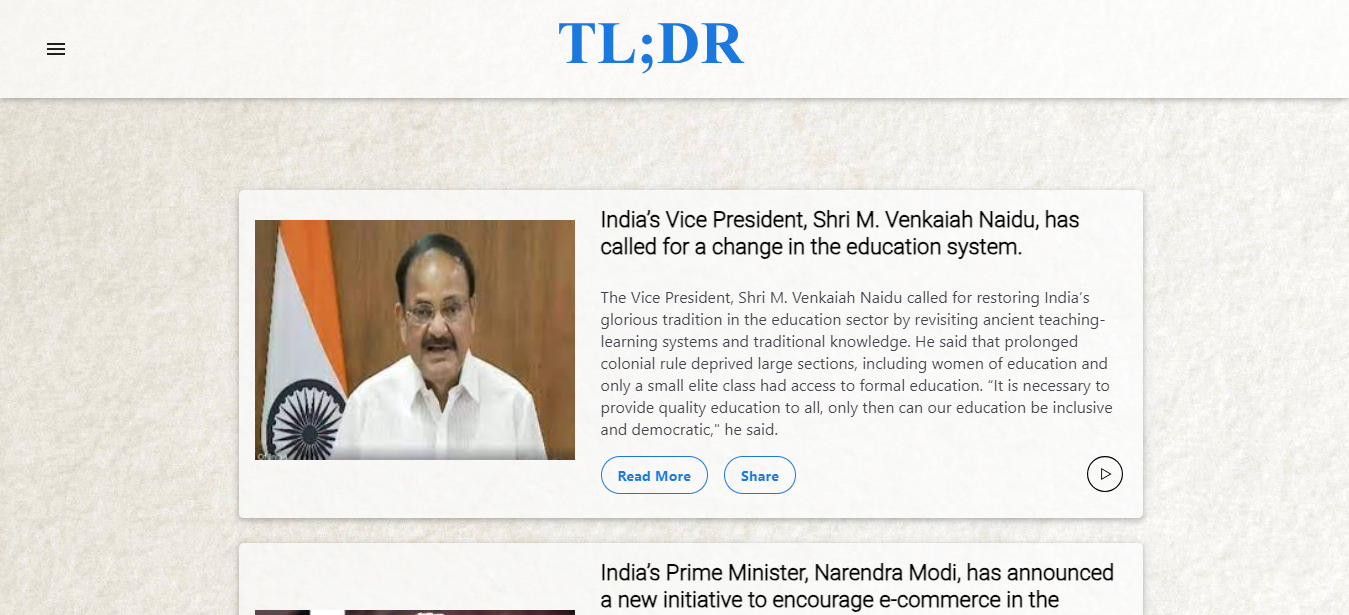 TL;DR
India’s Vice President, Shri M. Venkaiah Naidu, has
called for a change in the education system.
The Vice President, Shri M. Venkaiah Naidu called for restoring India’s
glorious tradition in the education sector by revisiting ancient teaching-
learning systems and traditional knowledge. He said that prolonged
colonial rule deprived large sections, including women of education and
only a small elite class had access to formal education. “It is necessary to
provide quality education to all, only then can our education be inclusive
and democratic," he said.
Read More
Share
India’s Prime Minister, Narendra Modi, has announced
a new initiative to encourage e-commerce in the